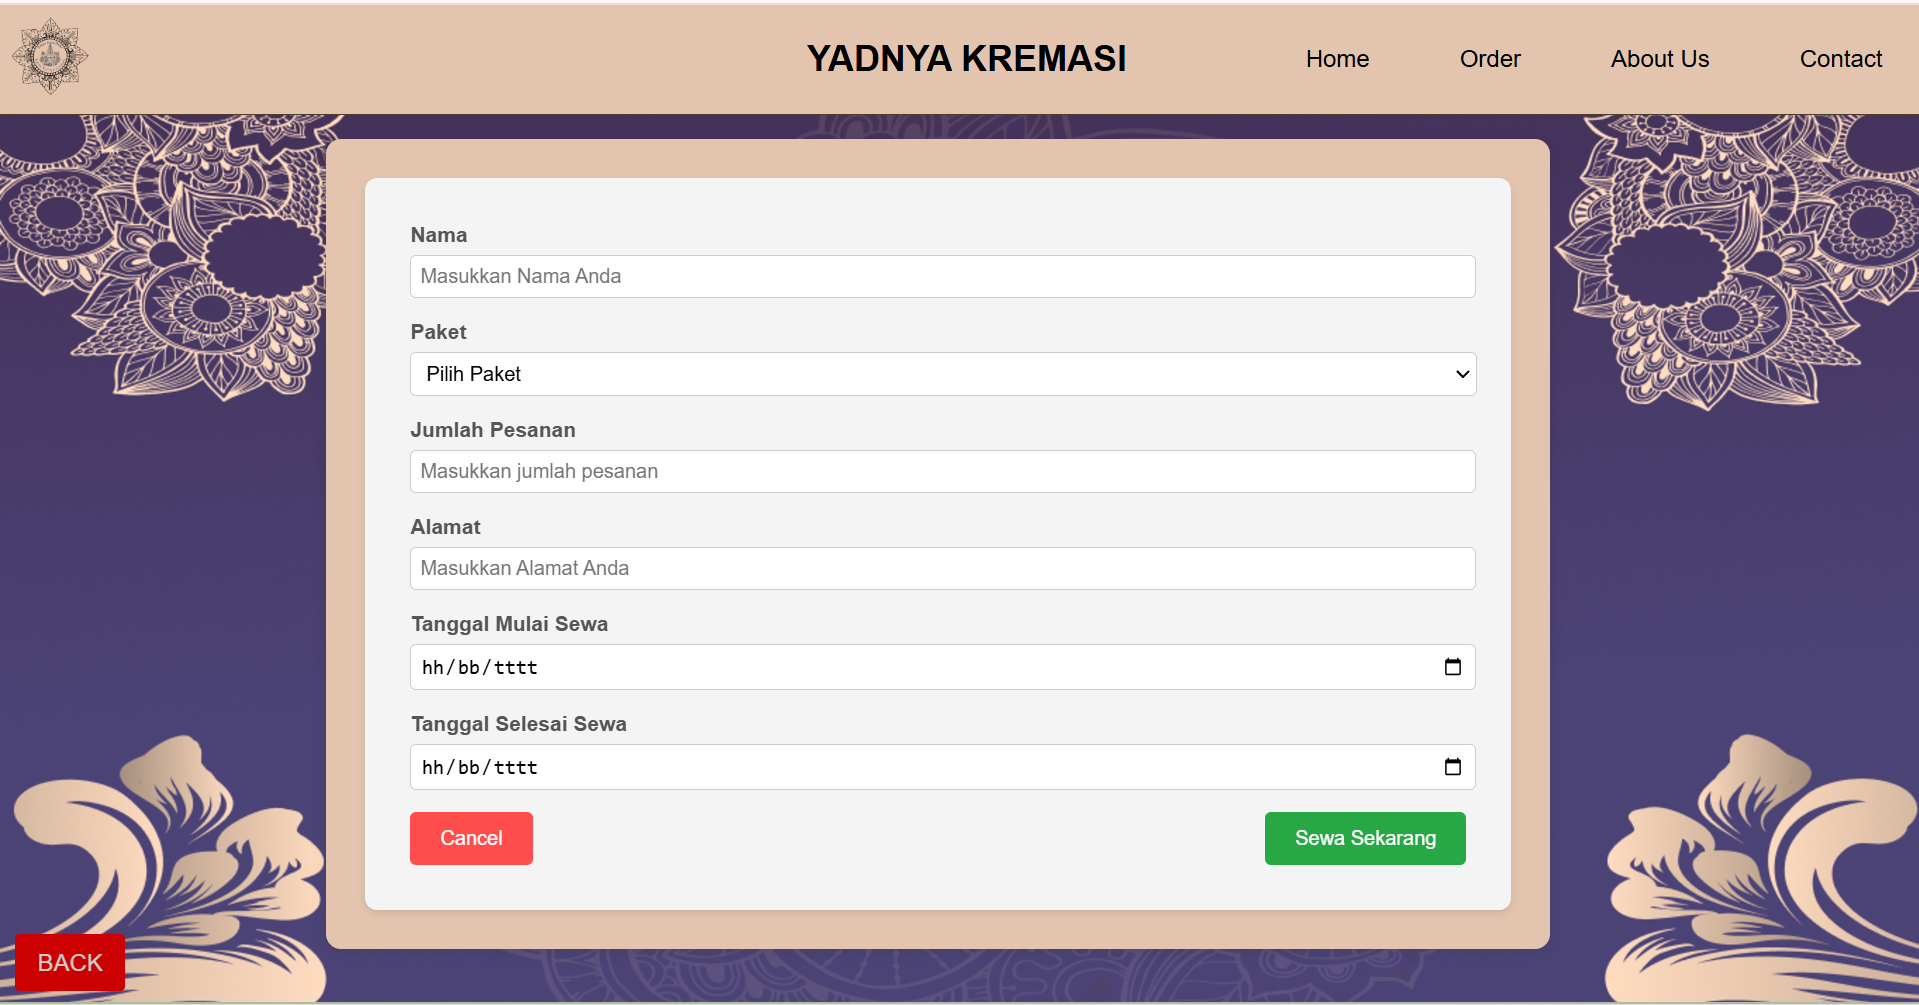 YADNYA KREMASI
Home
Order
About Us
Contact
Nama
Masukkan Nama Anda
Paket
Pilih Paket
Jumlah Pesanan
Masukkan jumlah pesanan
Alamat
Masukkan Alamat Anda
Tanggal Mulai Sewa
hh/bb/tttt
Tanggal Selesai Sewa
hh/bb/tttt
Cancel
Sewa Sekarang
BACK